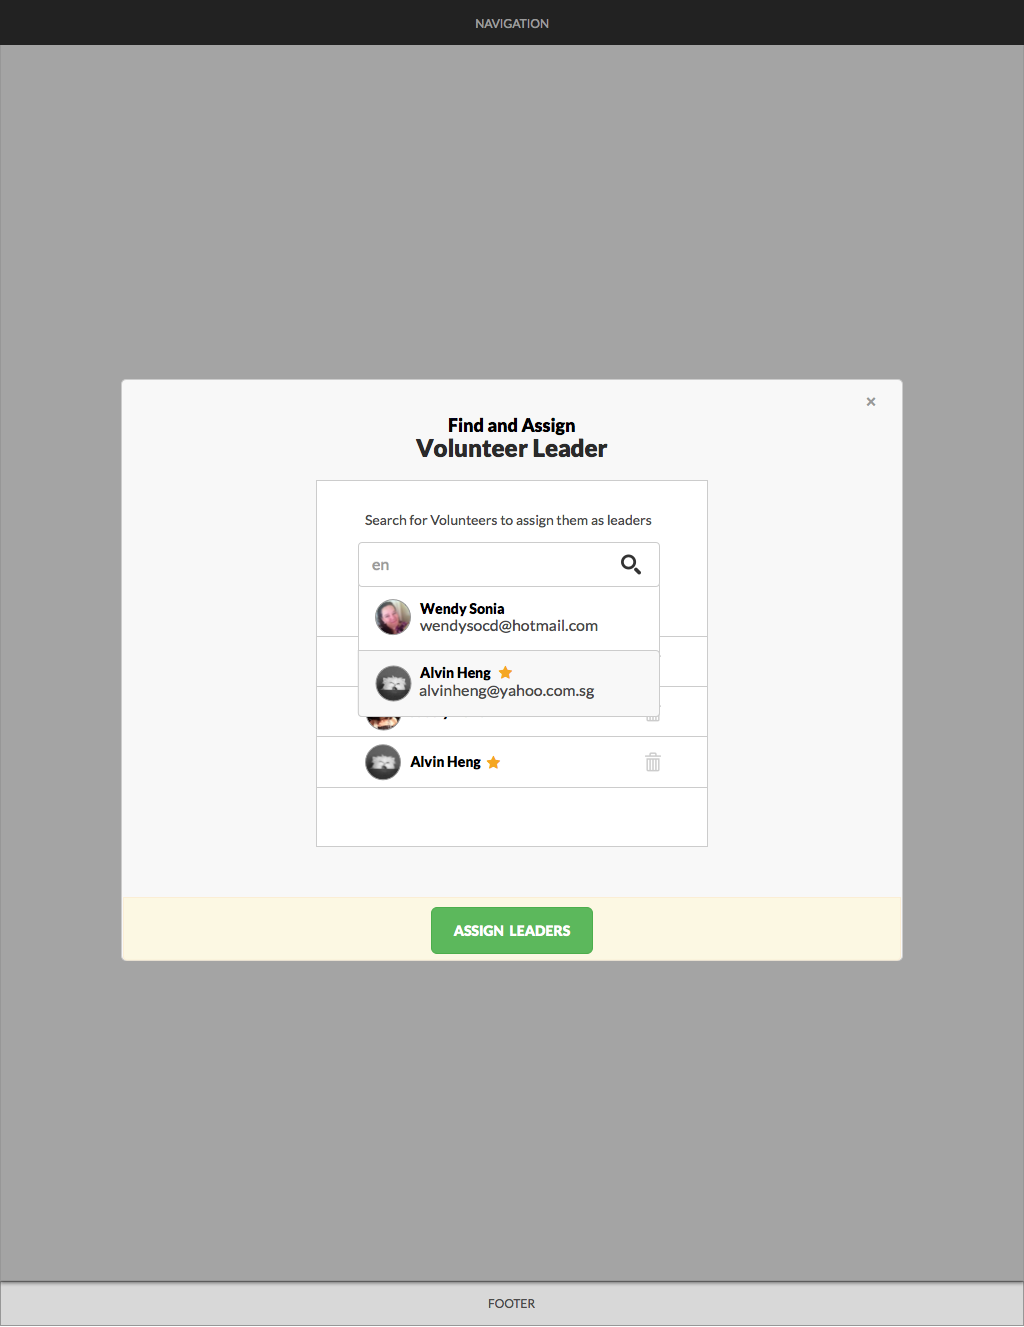 NAVIGATION
×
Find and Assign
Volunteer Leader
Search for Volunteers to assign them as leaders
en
Wendy Sonia
wendysocd@hotmail.com
Alvin Heng
alvinheng@yahoo.com.sg
Alvin Heng
ASSIGN LEADERS
FOOTER